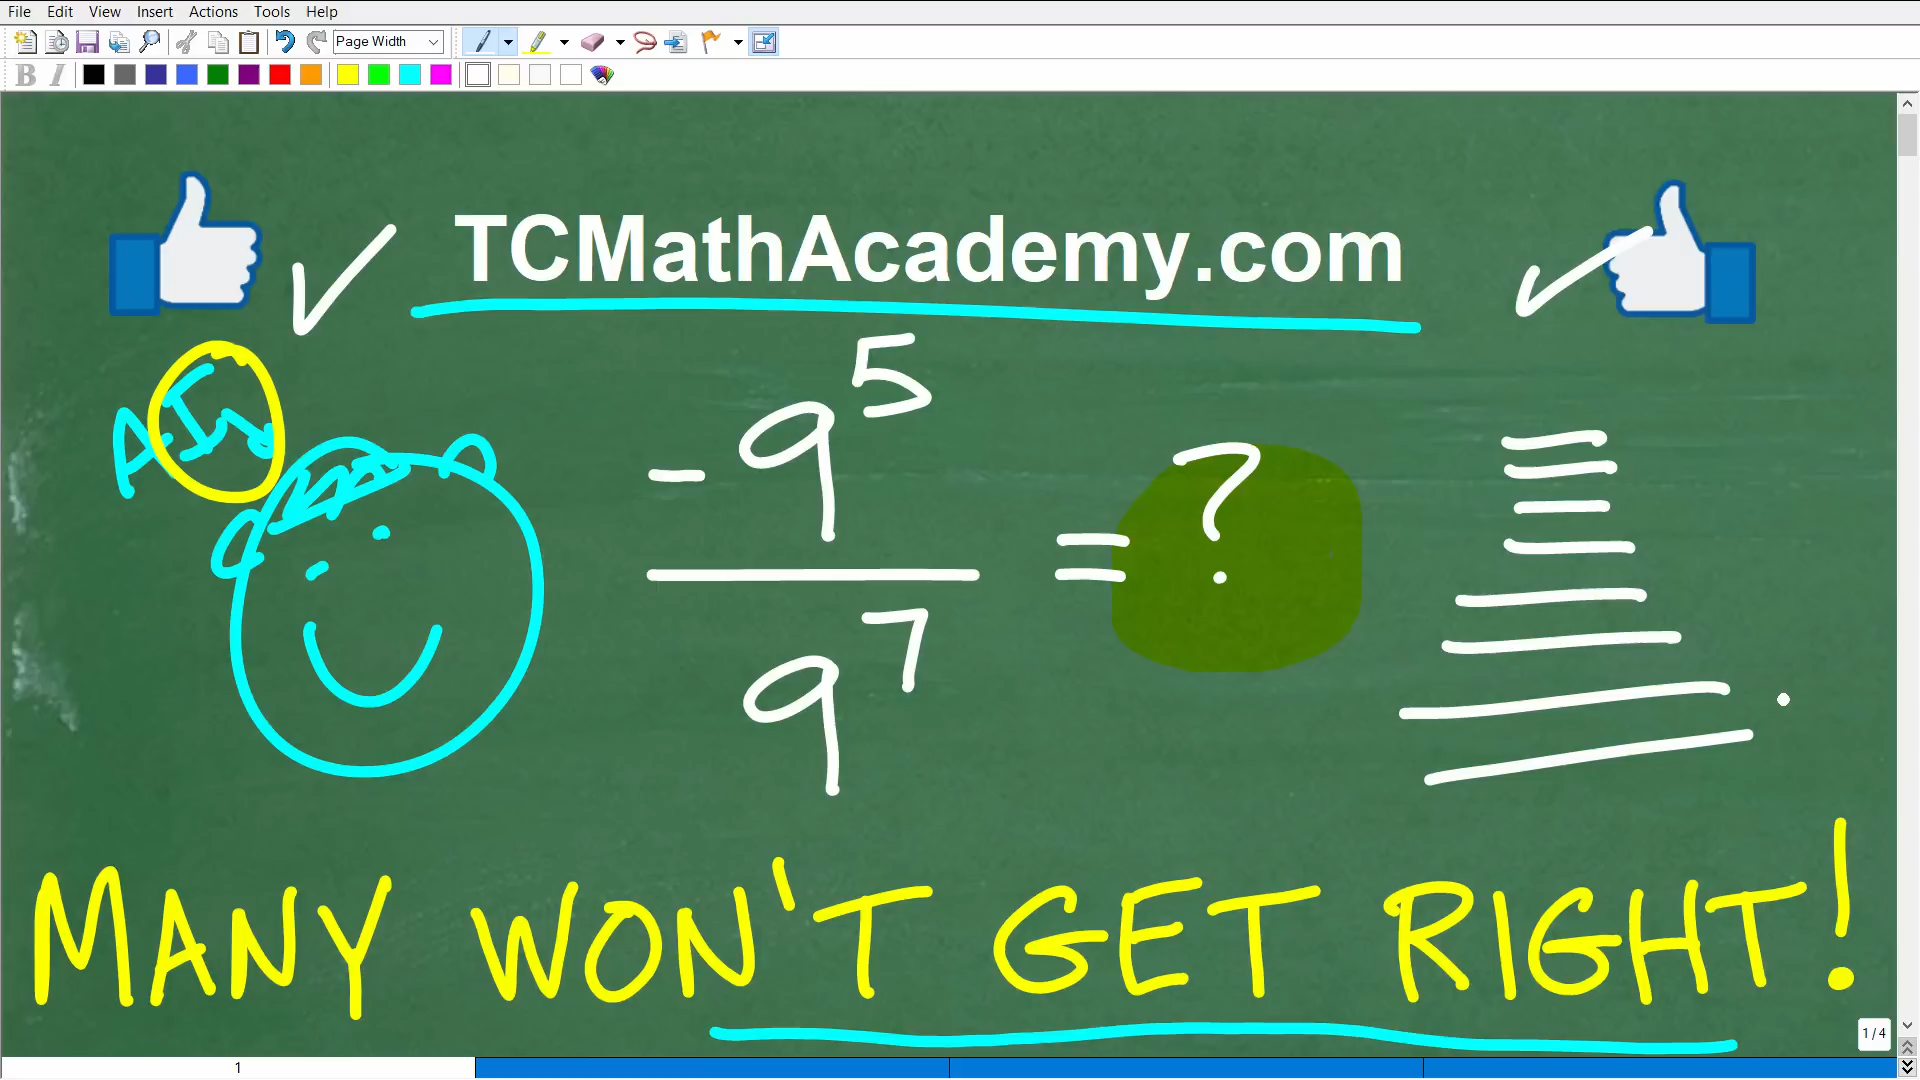 File Edit View Insert Actions Tools Help
Page Width
B I
TCMathAcademy.com
-9^5
9^7
= ?
MANY WON'T GET RIGHT!
1 / 4
1